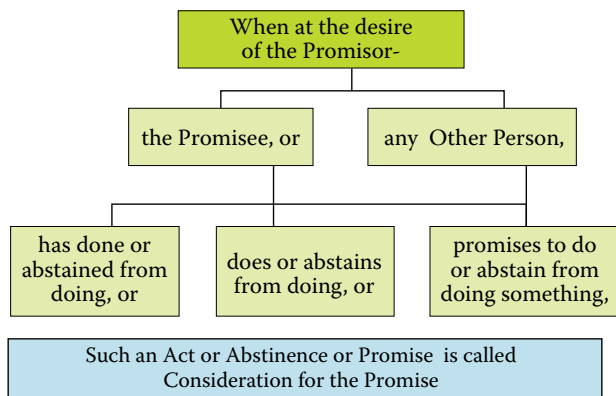 When at the desire
of the Promisor-
the Promisee, or
any Other Person,
has done or
abstained from
doing, or
does or abstains
from doing, or
promises to do
or abstain from
doing something,
Such an Act or Abstinence or Promise is called
Consideration for the Promise